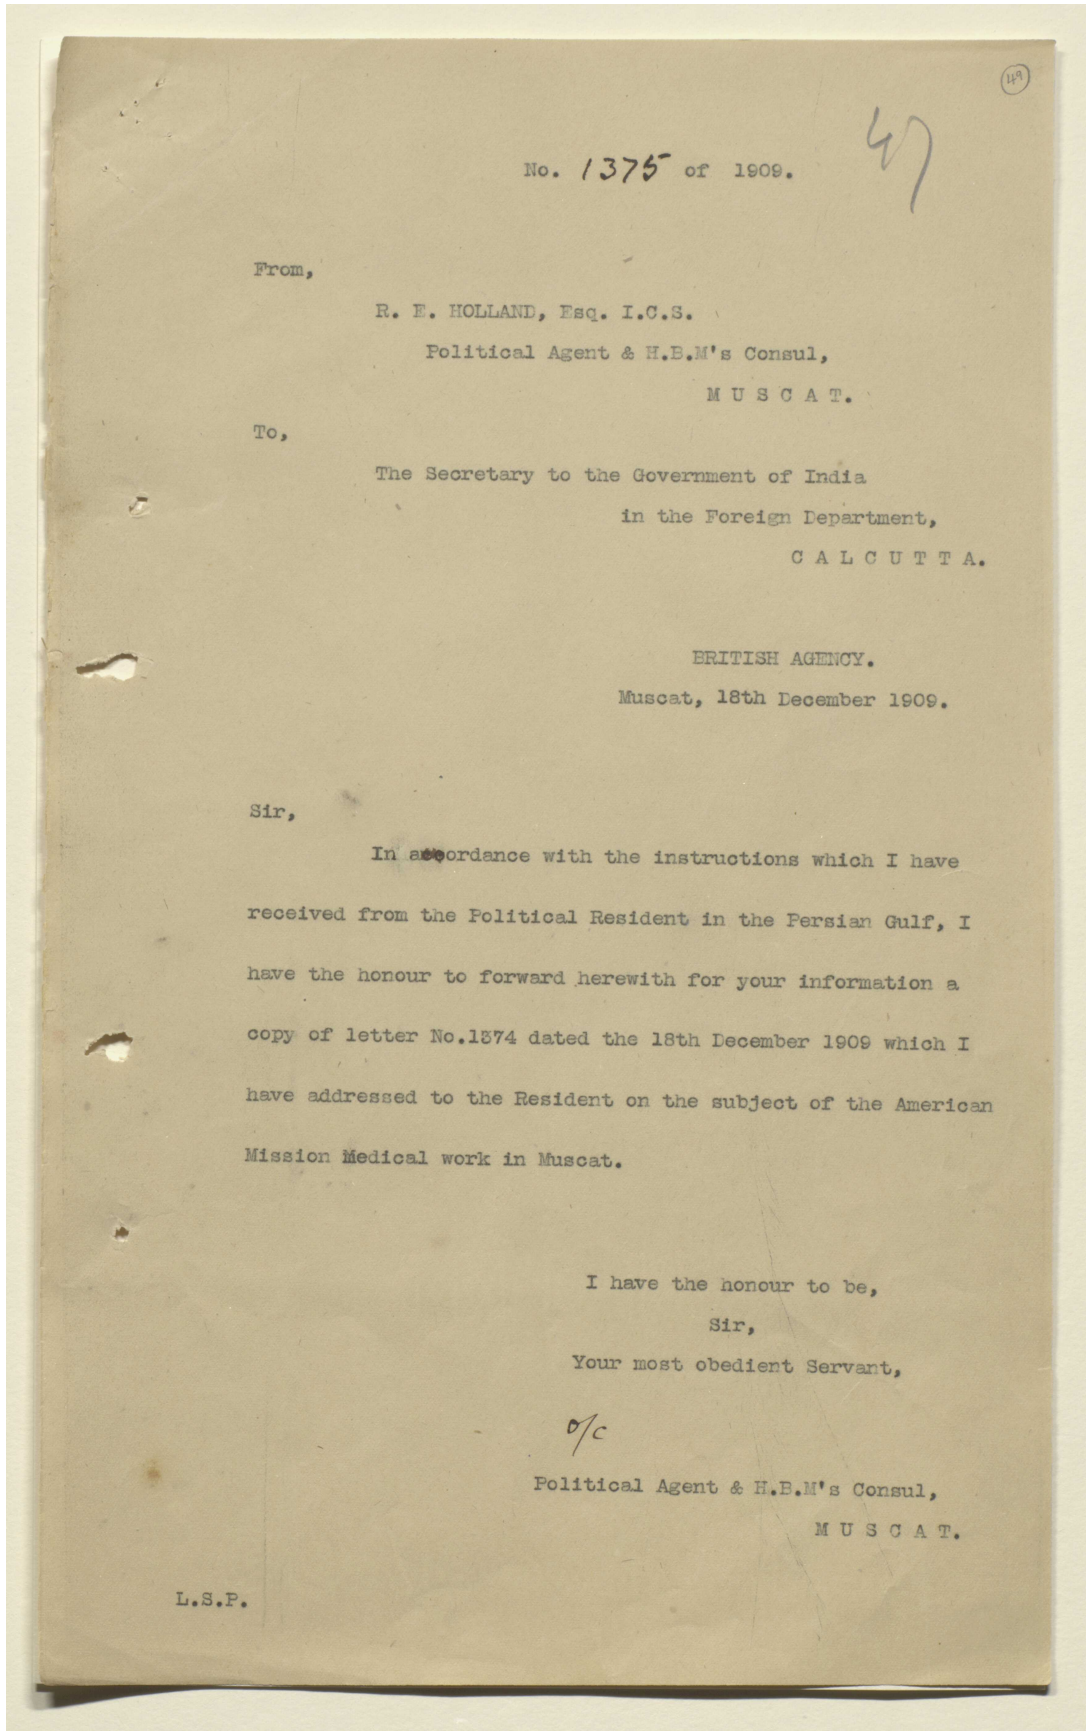 49
47
No. 1375 of 1909.
From,
R. E. HOLLAND, Esq. I.C.S.
Political Agent & H.B.M's Consul,
M U S C A T.
To,
The Secretary to the Government of India
in the Foreign Department,
C A L C U T T A.
BRITISH AGENCY.
Muscat, 18th December 1909.
Sir,
In accordance with the instructions which I have
received from the Political Resident in the Persian Gulf, I
have the honour to forward herewith for your information a
copy of letter No.1374 dated the 18th December 1909 which I
have addressed to the Resident on the subject of the American
Mission Medical work in Muscat.
I have the honour to be,
Sir,
Your most obedient Servant,
o/c
Political Agent & H.B.M's Consul,
M U S C A T.
L.S.P.